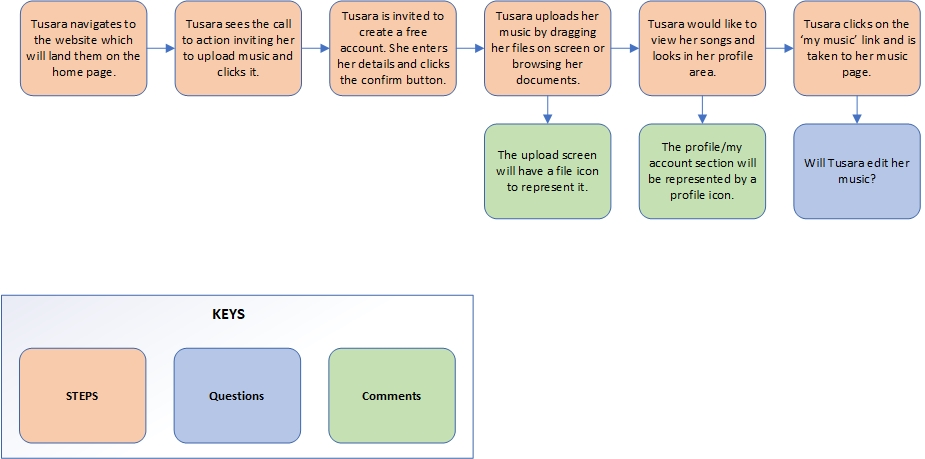 Tusara navigates to
the website which
will land them on the
home page.
Tusara sees the call
to action inviting her
to upload music and
clicks it.
Tusara is invited to
create a free
account. She enters
her details and clicks
the confirm button.
Tusara uploads her
music by dragging
her files on screen or
browsing her
documents.
Tusara would like to
view her songs and
looks in her profile
area.
Tusara clicks on the
‘my music’ link and is
taken to her music
page.
The upload screen
will have a file icon
to represent it.
The profile/my
account section will
be represented by a
profile icon.
Will Tusara edit her
music?
KEYS
STEPS
Questions
Comments